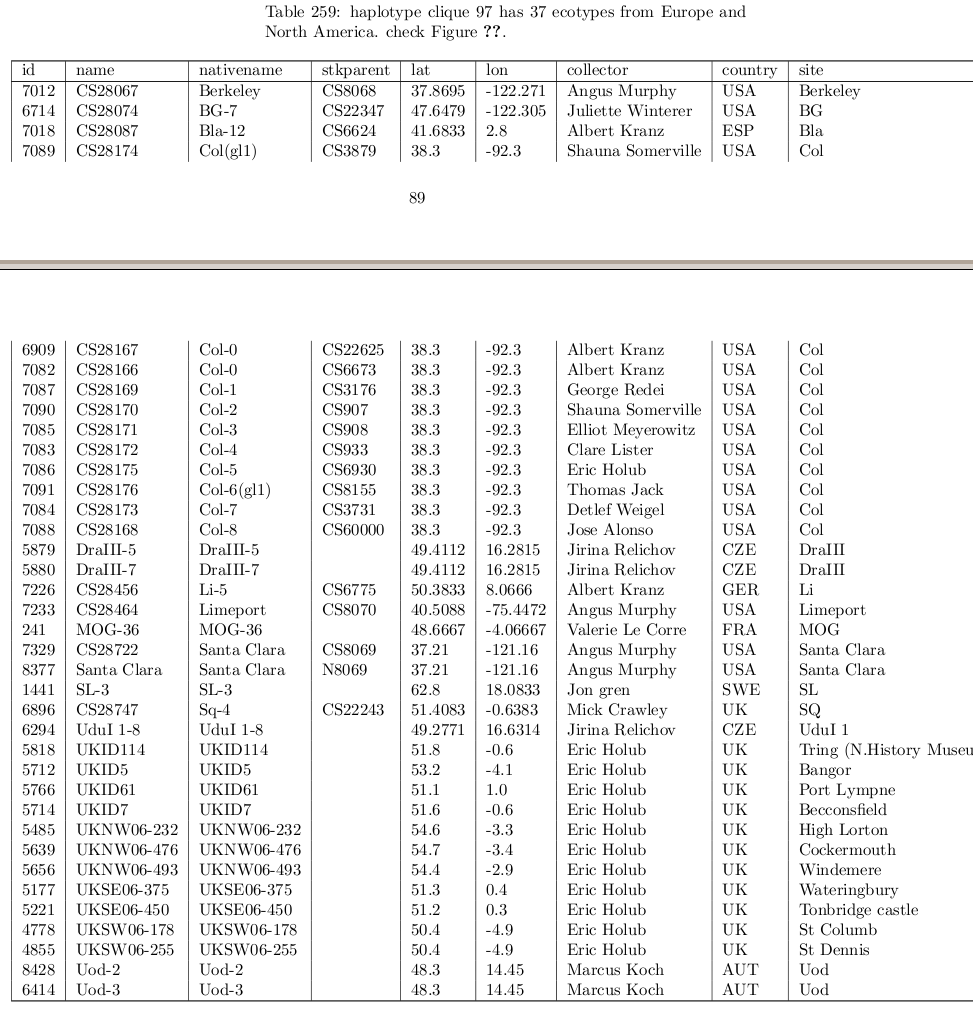 Table 259: haplotype clique 97 has 37 ecotypes from Europe and
North America. check Figure ??.
id name nativename stkparent lat lon collector country site
7012 CS28067 Berkeley CS8068 37.8695 -122.271 Angus Murphy USA Berkeley
6714 CS28074 BG-7 CS22347 47.6479 -122.305 Juliette Winterer USA BG
7018 CS28087 Bla-12 CS6624 41.6833 2.8 Albert Kranz ESP Bla
7089 CS28174 Col(gl1) CS3879 38.3 -92.3 Shauna Somerville USA Col
89
6909 CS28167 Col-0 CS22625 38.3 -92.3 Albert Kranz USA Col
7082 CS28166 Col-0 CS6673 38.3 -92.3 Albert Kranz USA Col
7087 CS28169 Col-1 CS3176 38.3 -92.3 George Redei USA Col
7090 CS28170 Col-2 CS907 38.3 -92.3 Shauna Somerville USA Col
7085 CS28171 Col-3 CS908 38.3 -92.3 Elliot Meyerowitz USA Col
7083 CS28172 Col-4 CS933 38.3 -92.3 Clare Lister USA Col
7086 CS28175 Col-5 CS6930 38.3 -92.3 Eric Holub USA Col
7091 CS28176 Col-6(gl1) CS8155 38.3 -92.3 Thomas Jack USA Col
7084 CS28173 Col-7 CS3731 38.3 -92.3 Detlef Weigel USA Col
7088 CS28168 Col-8 CS60000 38.3 -92.3 Jose Alonso USA Col
5879 DraIII-5 DraIII-5 49.4112 16.2815 Jirina Relichov CZE DraIII
5880 DraIII-7 DraIII-7 49.4112 16.2815 Jirina Relichov CZE DraIII
7226 CS28456 Li-5 CS6775 50.3833 8.0666 Albert Kranz GER Li
7233 CS28464 Limeport CS8070 40.5088 -75.4472 Angus Murphy USA Limeport
241 MOG-36 MOG-36 48.6667 -4.06667 Valerie Le Corre FRA MOG
7329 CS28722 Santa Clara CS8069 37.21 -121.16 Angus Murphy USA Santa Clara
8377 Santa Clara Santa Clara N8069 37.21 -121.16 Angus Murphy USA Santa Clara
1441 SL-3 SL-3 62.8 18.0833 Jon gren SWE SL
6896 CS28747 Sq-4 CS22243 51.4083 -0.6383 Mick Crawley UK SQ
6294 UduI 1-8 UduI 1-8 49.2771 16.6314 Jirina Relichov CZE UduI 1
5818 UKID114 UKID114 51.8 -0.6 Eric Holub UK Tring (N.History Museu
5712 UKID5 UKID5 53.2 -4.1 Eric Holub UK Bangor
5766 UKID61 UKID61 51.1 1.0 Eric Holub UK Port Lympne
5714 UKID7 UKID7 51.6 -0.6 Eric Holub UK Becconsfield
5485 UKNW06-232 UKNW06-232 54.6 -3.3 Eric Holub UK High Lorton
5639 UKNW06-476 UKNW06-476 54.7 -3.4 Eric Holub UK Cockermouth
5656 UKNW06-493 UKNW06-493 54.4 -2.9 Eric Holub UK Windemere
5177 UKSE06-375 UKSE06-375 51.3 0.4 Eric Holub UK Wateringbury
5221 UKSE06-450 UKSE06-450 51.2 0.3 Eric Holub UK Tonbridge castle
4778 UKSW06-178 UKSW06-178 50.4 -4.9 Eric Holub UK St Columb
4855 UKSW06-255 UKSW06-255 50.4 -4.9 Eric Holub UK St Dennis
8428 Uod-2 Uod-2 48.3 14.45 Marcus Koch AUT Uod
6414 Uod-3 Uod-3 48.3 14.45 Marcus Koch AUT Uod